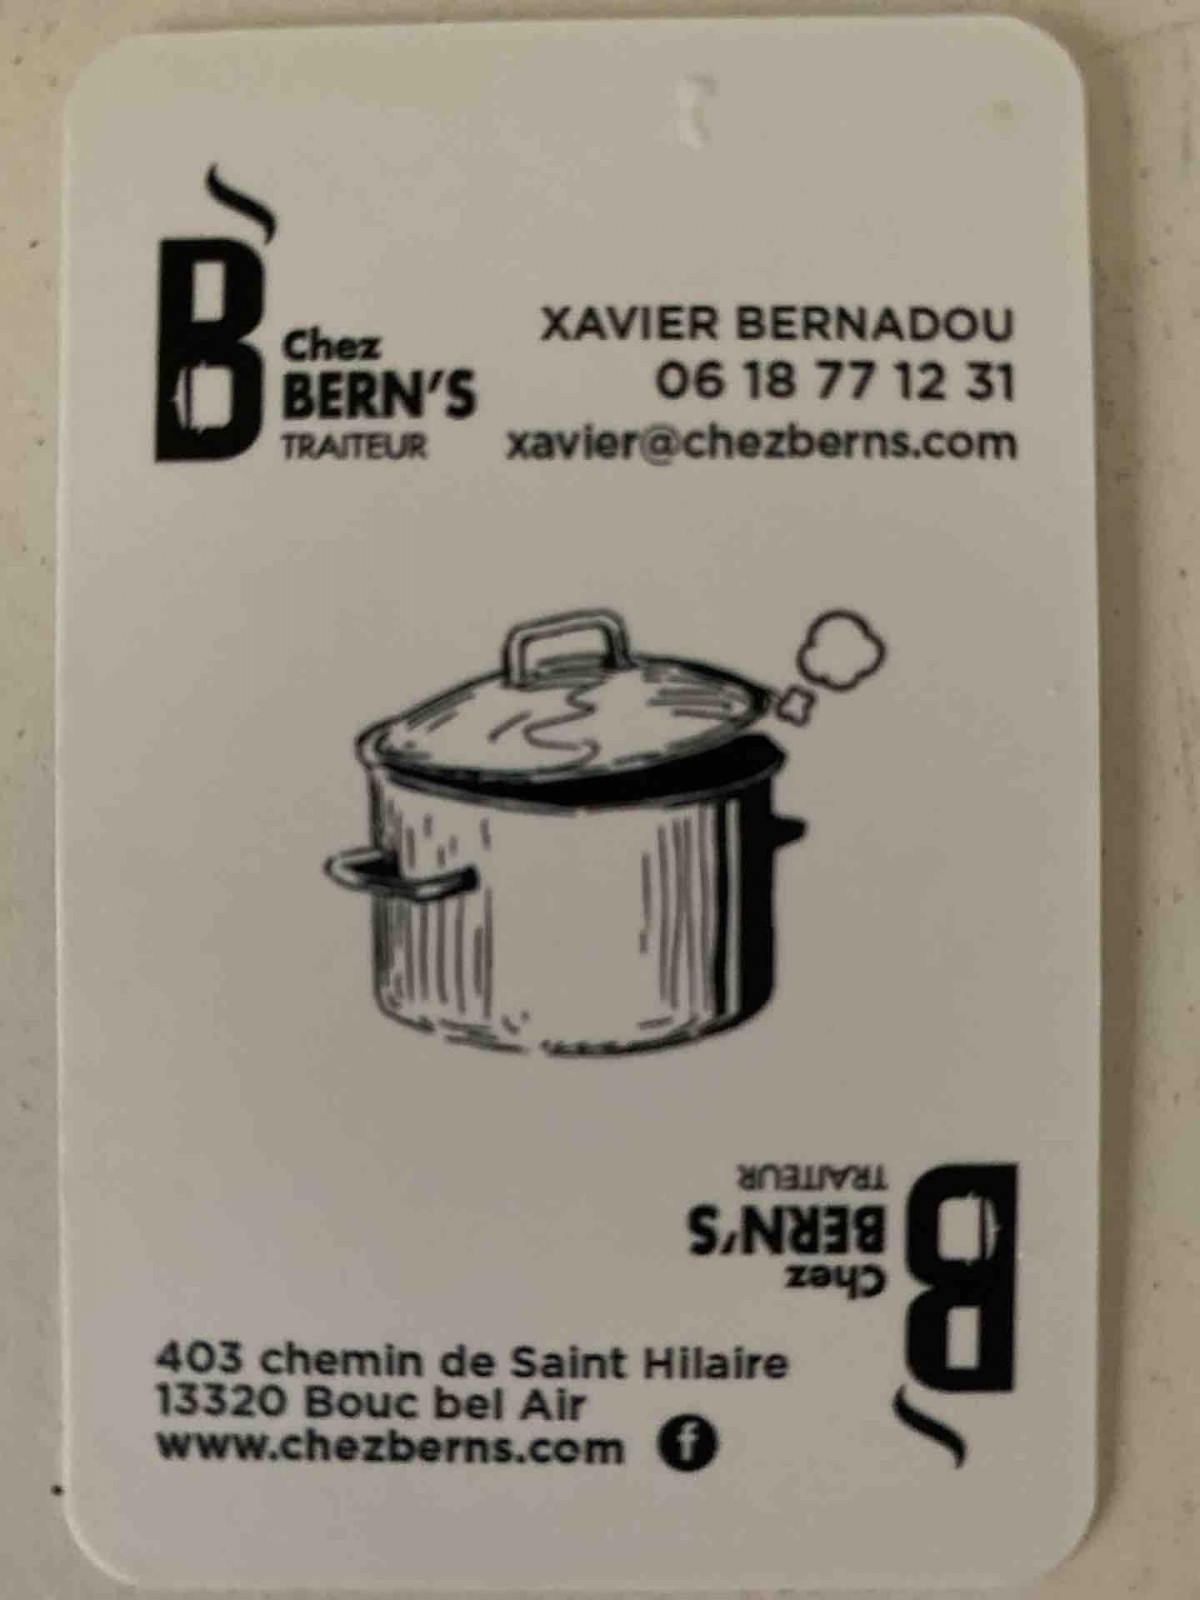 Chez
BERN'S
TRAITEUR
XAVIER BERNADOU
06 18 77 12 31
xavier@chezberns.com
Chez
BERN'S
TRAITEUR
403 chemin de Saint Hilaire
13320 Bouc bel Air
www.chezberns.com